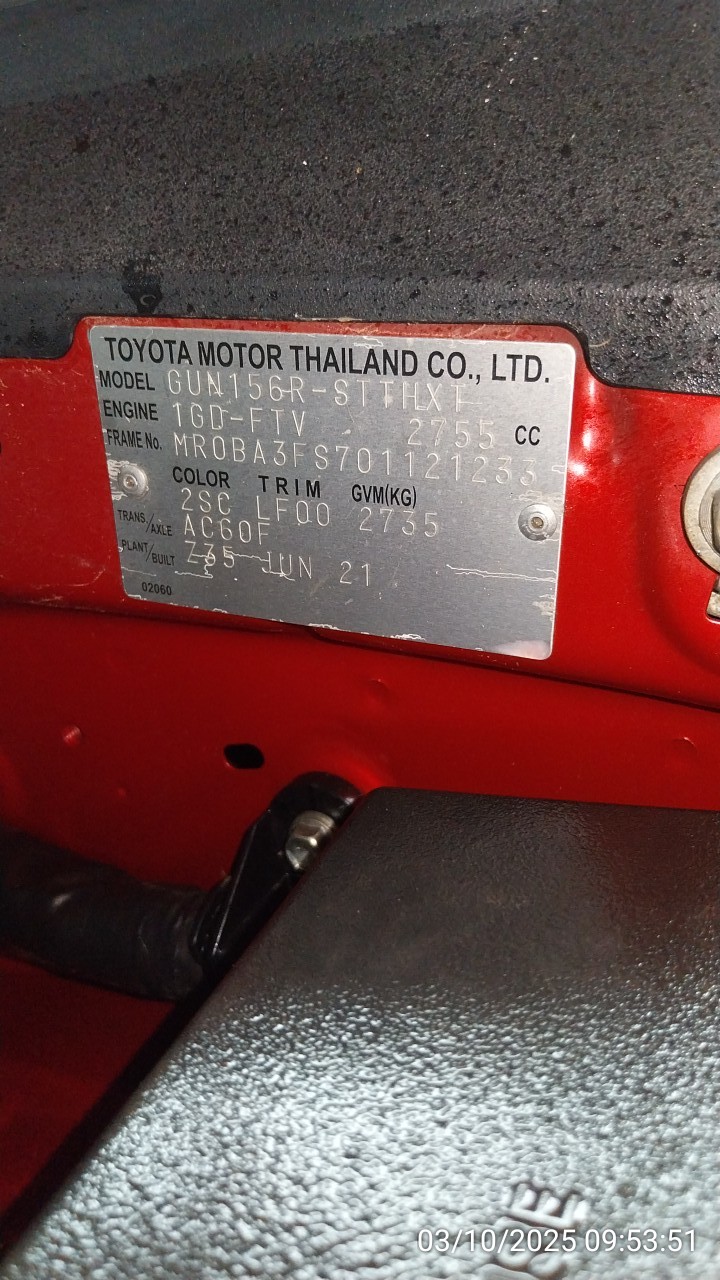 TOYOTA MOTOR THAILAND CO., LTD.
MODEL GUN156R-STTHXT
ENGINE 1GD-FTV 2755 CC
FRAME No. MR0BA3FS701121233
COLOR TRIM GVM(KG)
2SC LF00 2735
TRANS/AXLE AC60F
PLANT/BUILT Z35 JUN 21
02060
03/10/2025 09:53:51